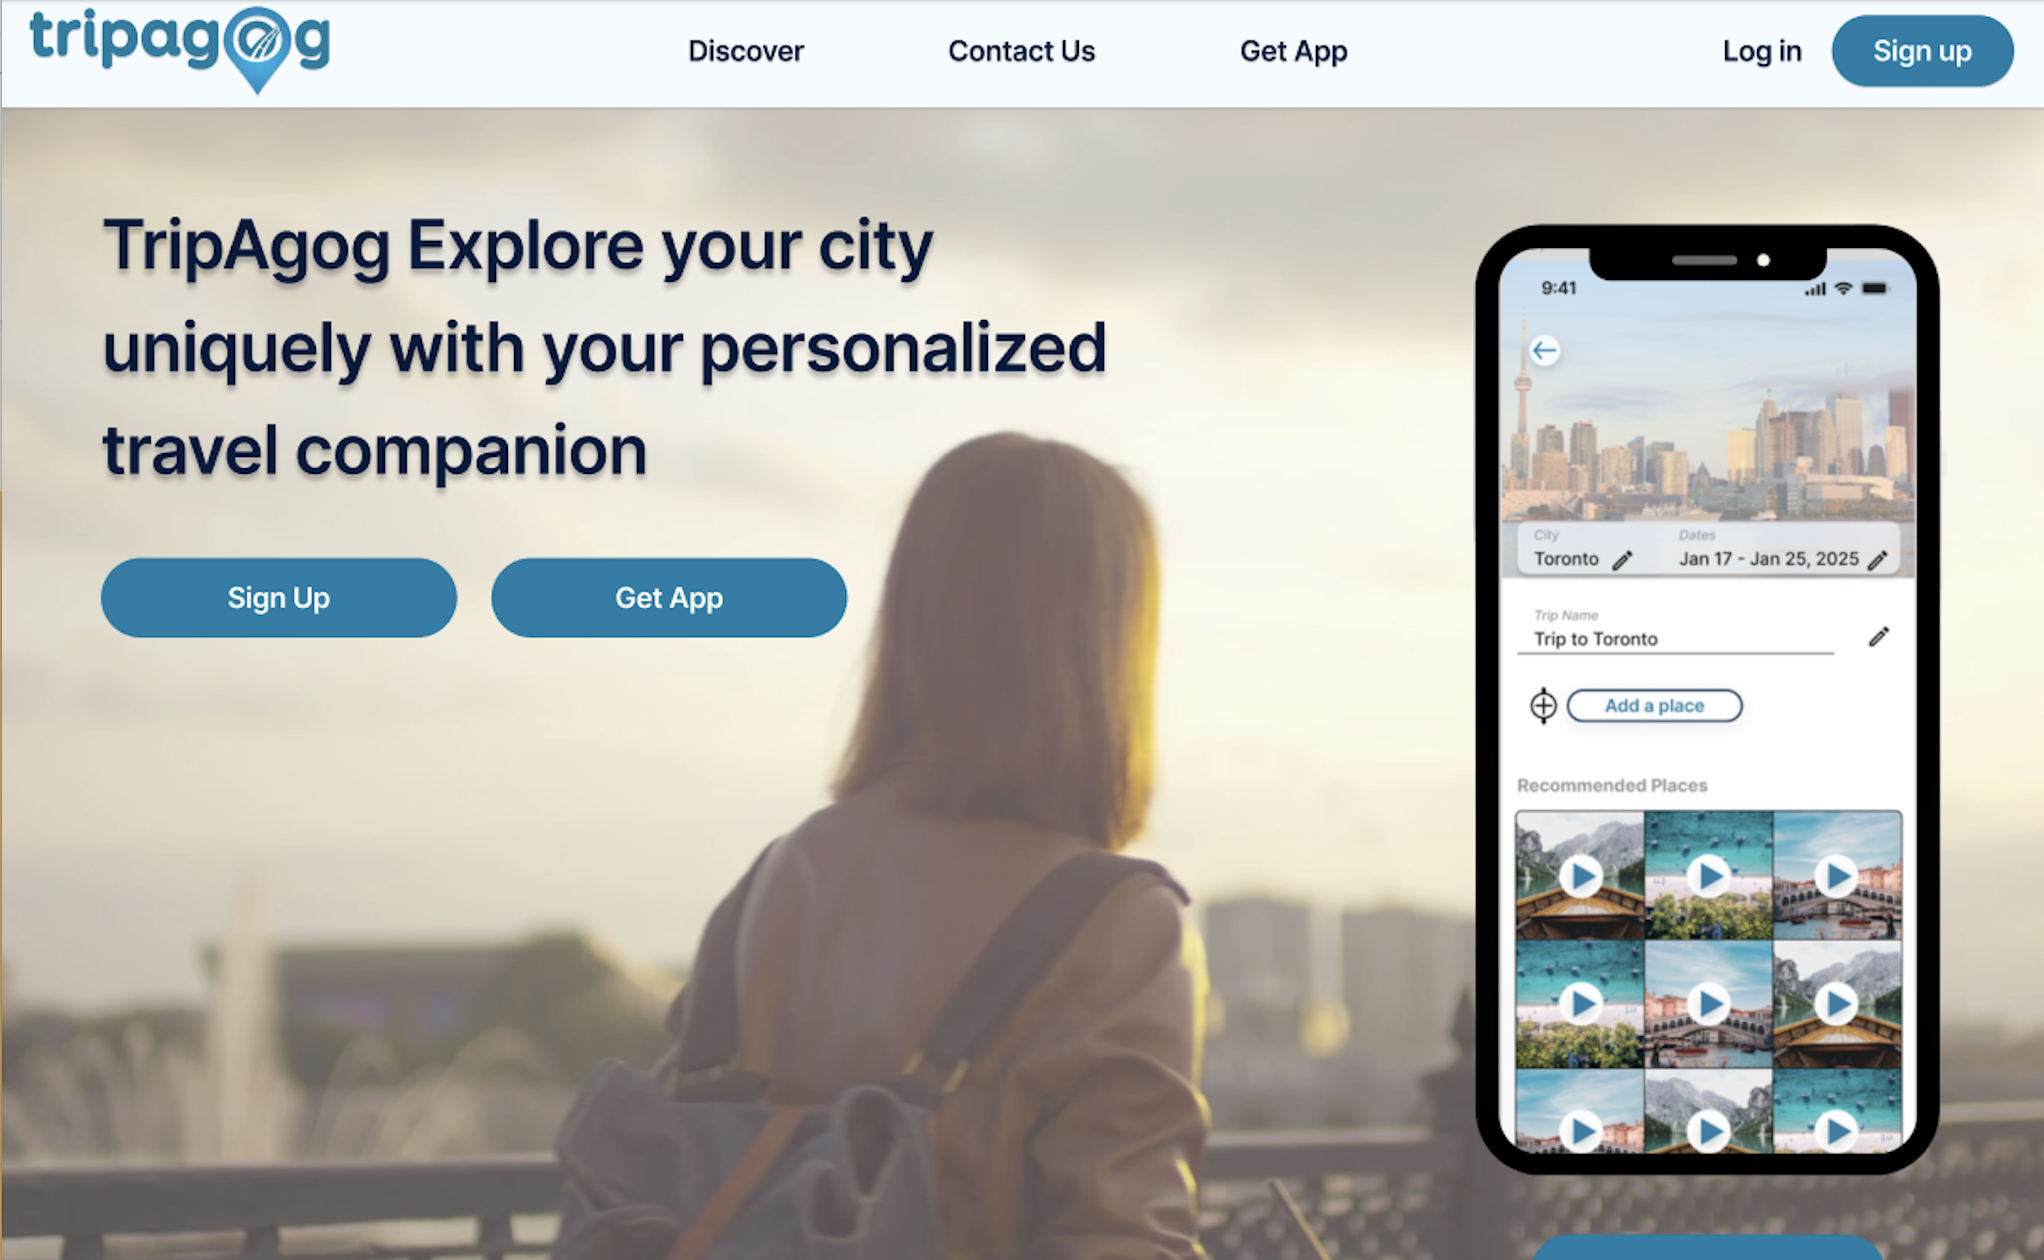 tripagog
Discover
Contact Us
Get App
Log in
Sign up
TripAgog Explore your city
uniquely with your personalized
travel companion
Sign Up
Get App
9:41
City
Toronto
Dates
Jan 17 - Jan 25, 2025
Trip Name
Trip to Toronto
Add a place
Recommended Places